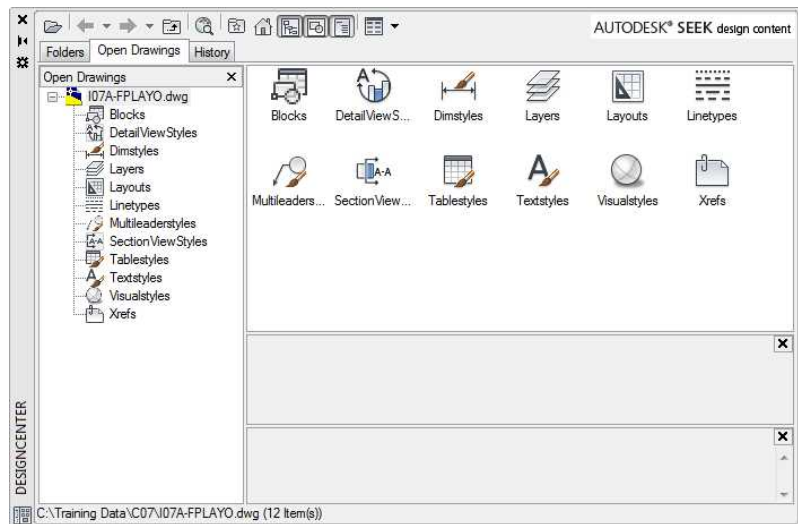 AUTODESK® SEEK design content
Folders Open Drawings History
Open Drawings
I07A-FPLAYO.dwg
Blocks
DetailViewStyles
Dimstyles
Layers
Layouts
Linetypes
Multileaderstyles
SectionViewStyles
Tablestyles
Textstyles
Visualstyles
Xrefs
Blocks DetailViewS... Dimstyles Layers Layouts Linetypes
A-A
Multileaders... SectionView... Tablestyles Textstyles Visualstyles Xrefs
DESIGNCENTER
C:\Training Data\C07\I07A-FPLAYO.dwg (12 Item(s))